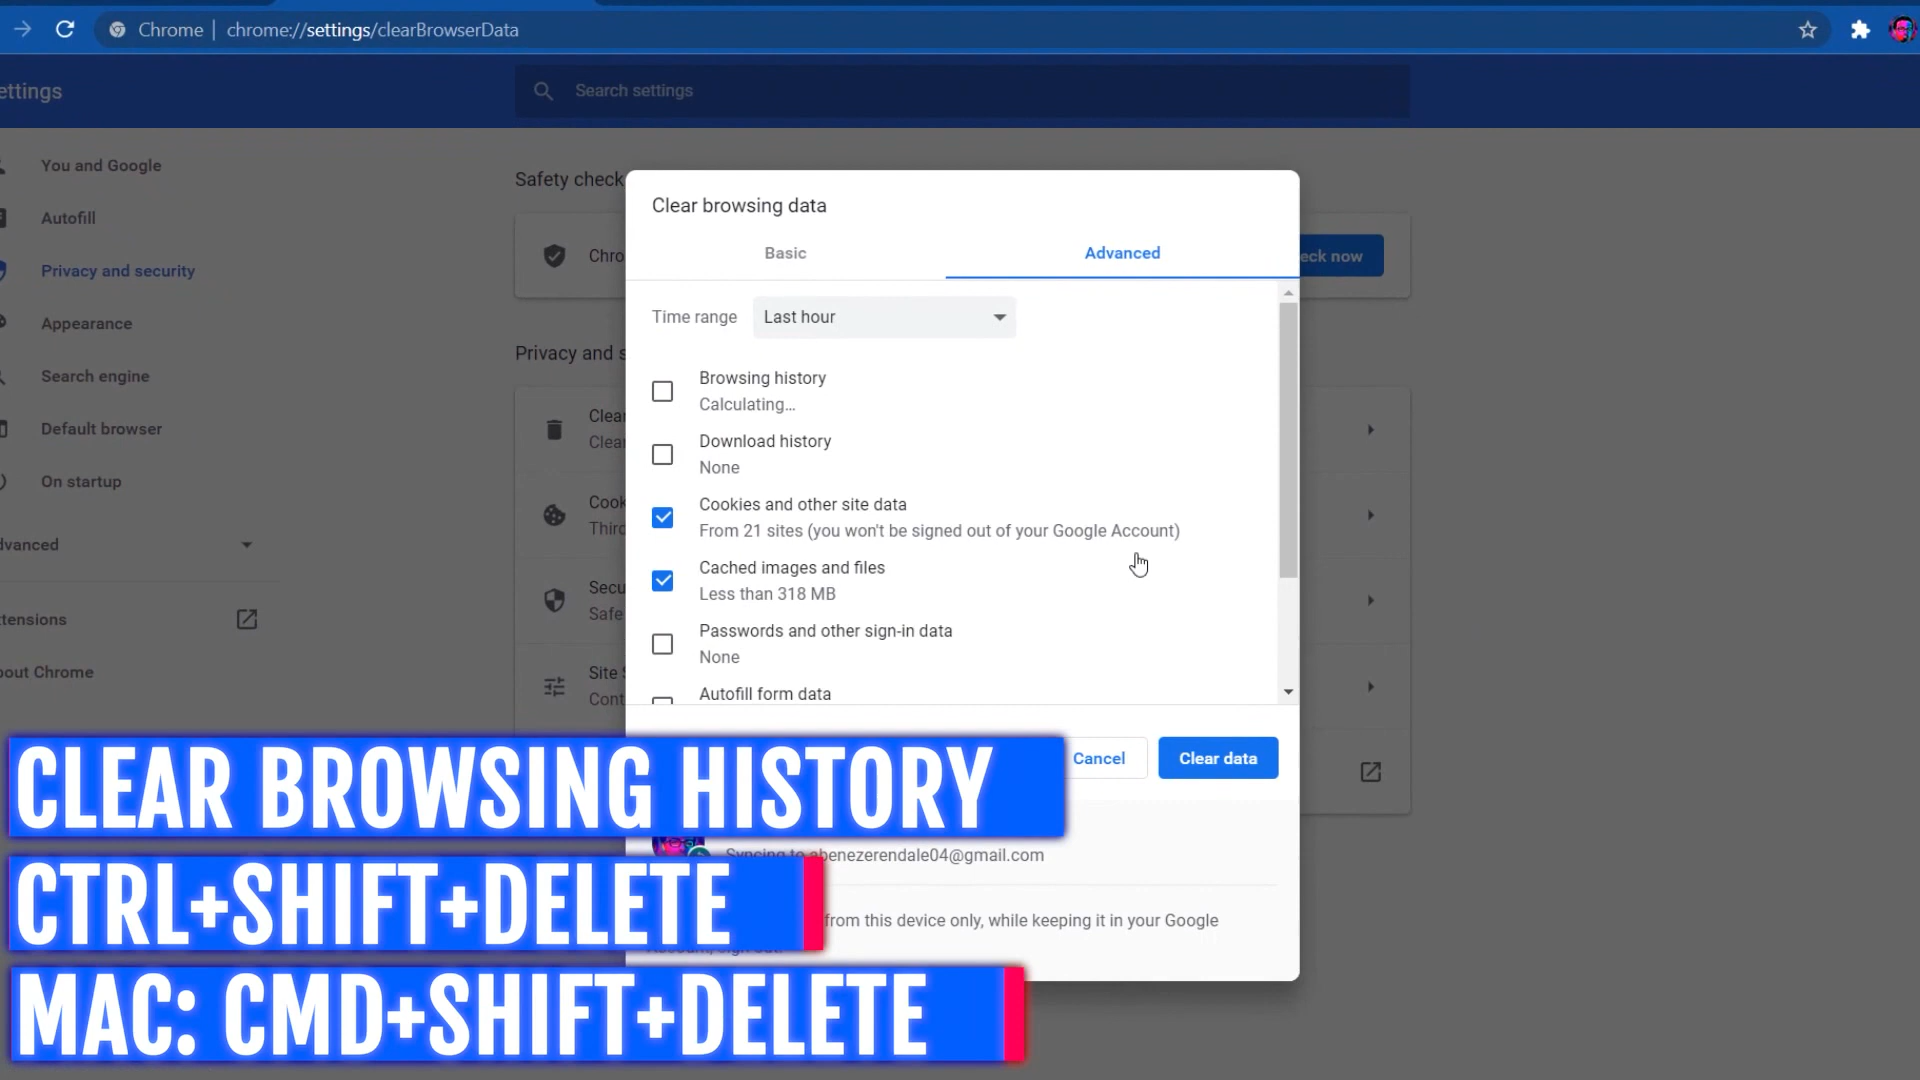 Chrome | chrome://settings/clearBrowserData
ettings
Search settings
You and Google
Autofill
Privacy and security
Appearance
Search engine
Default browser
On startup
dvanced
tensions
out Chrome
Safety check
Chro
eck now
Privacy and s
Clear
Clear
Cook
Third
Secu
Safe
Site S
Cont
Clear browsing data
Basic
Advanced
Time range
Last hour
Browsing history
Calculating...
Download history
None
Cookies and other site data
From 21 sites (you won't be signed out of your Google Account)
Cached images and files
Less than 318 MB
Passwords and other sign-in data
None
Autofill form data
Cancel
Clear data
Syncing to ebenezerendale04@gmail.com
from this device only, while keeping it in your Google
CLEAR BROWSING HISTORY
CTRL+SHIFT+DELETE
MAC: CMD+SHIFT+DELETE